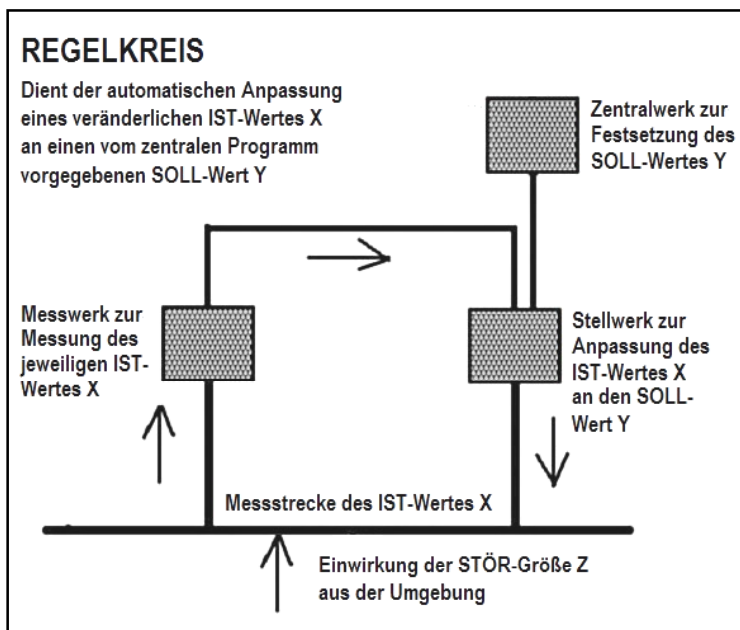 REGELKREIS
Dient der automatischen Anpassung
eines veränderlichen IST-Wertes X
an einen vom zentralen Programm
vorgegebenen SOLL-Wert Y
Zentralwerk zur
Festsetzung des
SOLL-Wertes Y
Messwerk zur
Messung des
jeweiligen IST-
Wertes X
Stellwerk zur
Anpassung des
IST-Wertes X
an den SOLL-
Wert Y
Messstrecke des IST-Wertes X
Einwirkung der STÖR-Größe Z
aus der Umgebung